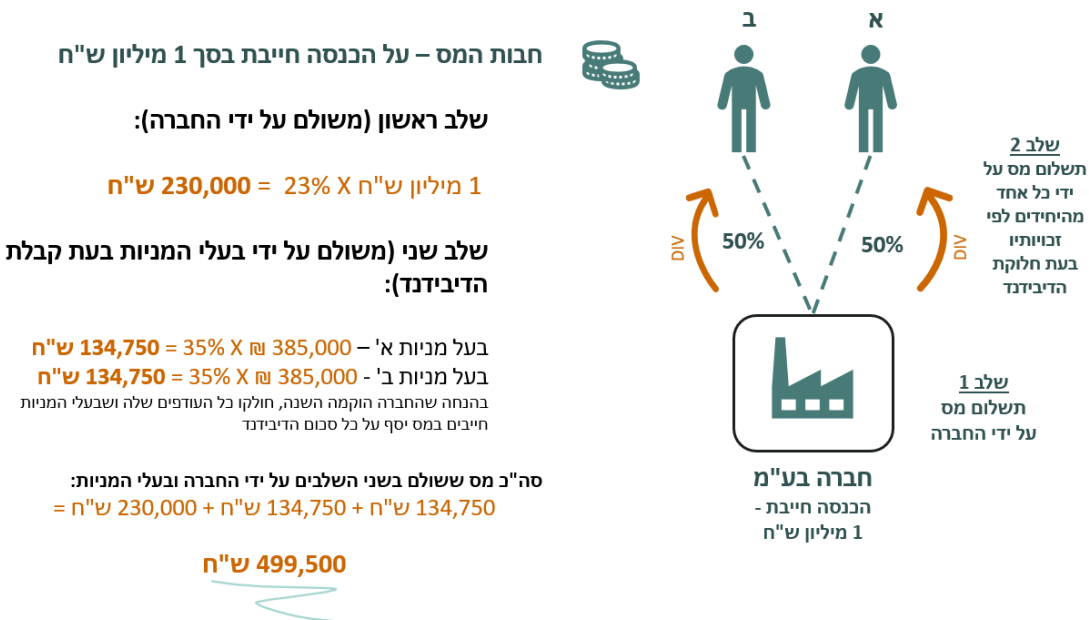 חבות המס – על הכנסה חייבת בסך 1 מיליון ש"ח
שלב ראשון (משולם על ידי החברה):
1 מיליון ש"ח X 23% = 230,000 ש"ח
שלב שני (משולם על ידי בעלי המניות בעת קבלת
הדיבידנד):
בעל מניות א' – 385,000 ₪ X 35% = 134,750 ש"ח
בעל מניות ב' - 385,000 ₪ X 35% = 134,750 ש"ח
בהנחה שהחברה הוקמה השנה, חולקו כל העודפים שלה ושבעלי המניות
חייבים במס יסף על כל סכום הדיבידנד
סה"כ מס ששולם בשני השלבים על ידי החברה ובעלי המניות:
134,750 ש"ח + 134,750 ש"ח + 230,000 ש"ח =
499,500 ש"ח
א
ב
שלב 2
תשלום מס על
ידי כל אחד
מהיחידים לפי
זכויותיו
בעת חלוקת
הדיבידנד
DIV
50%
50%
DIV
שלב 1
תשלום מס
על ידי החברה
חברה בע"מ
הכנסה חייבת -
1 מיליון ש"ח